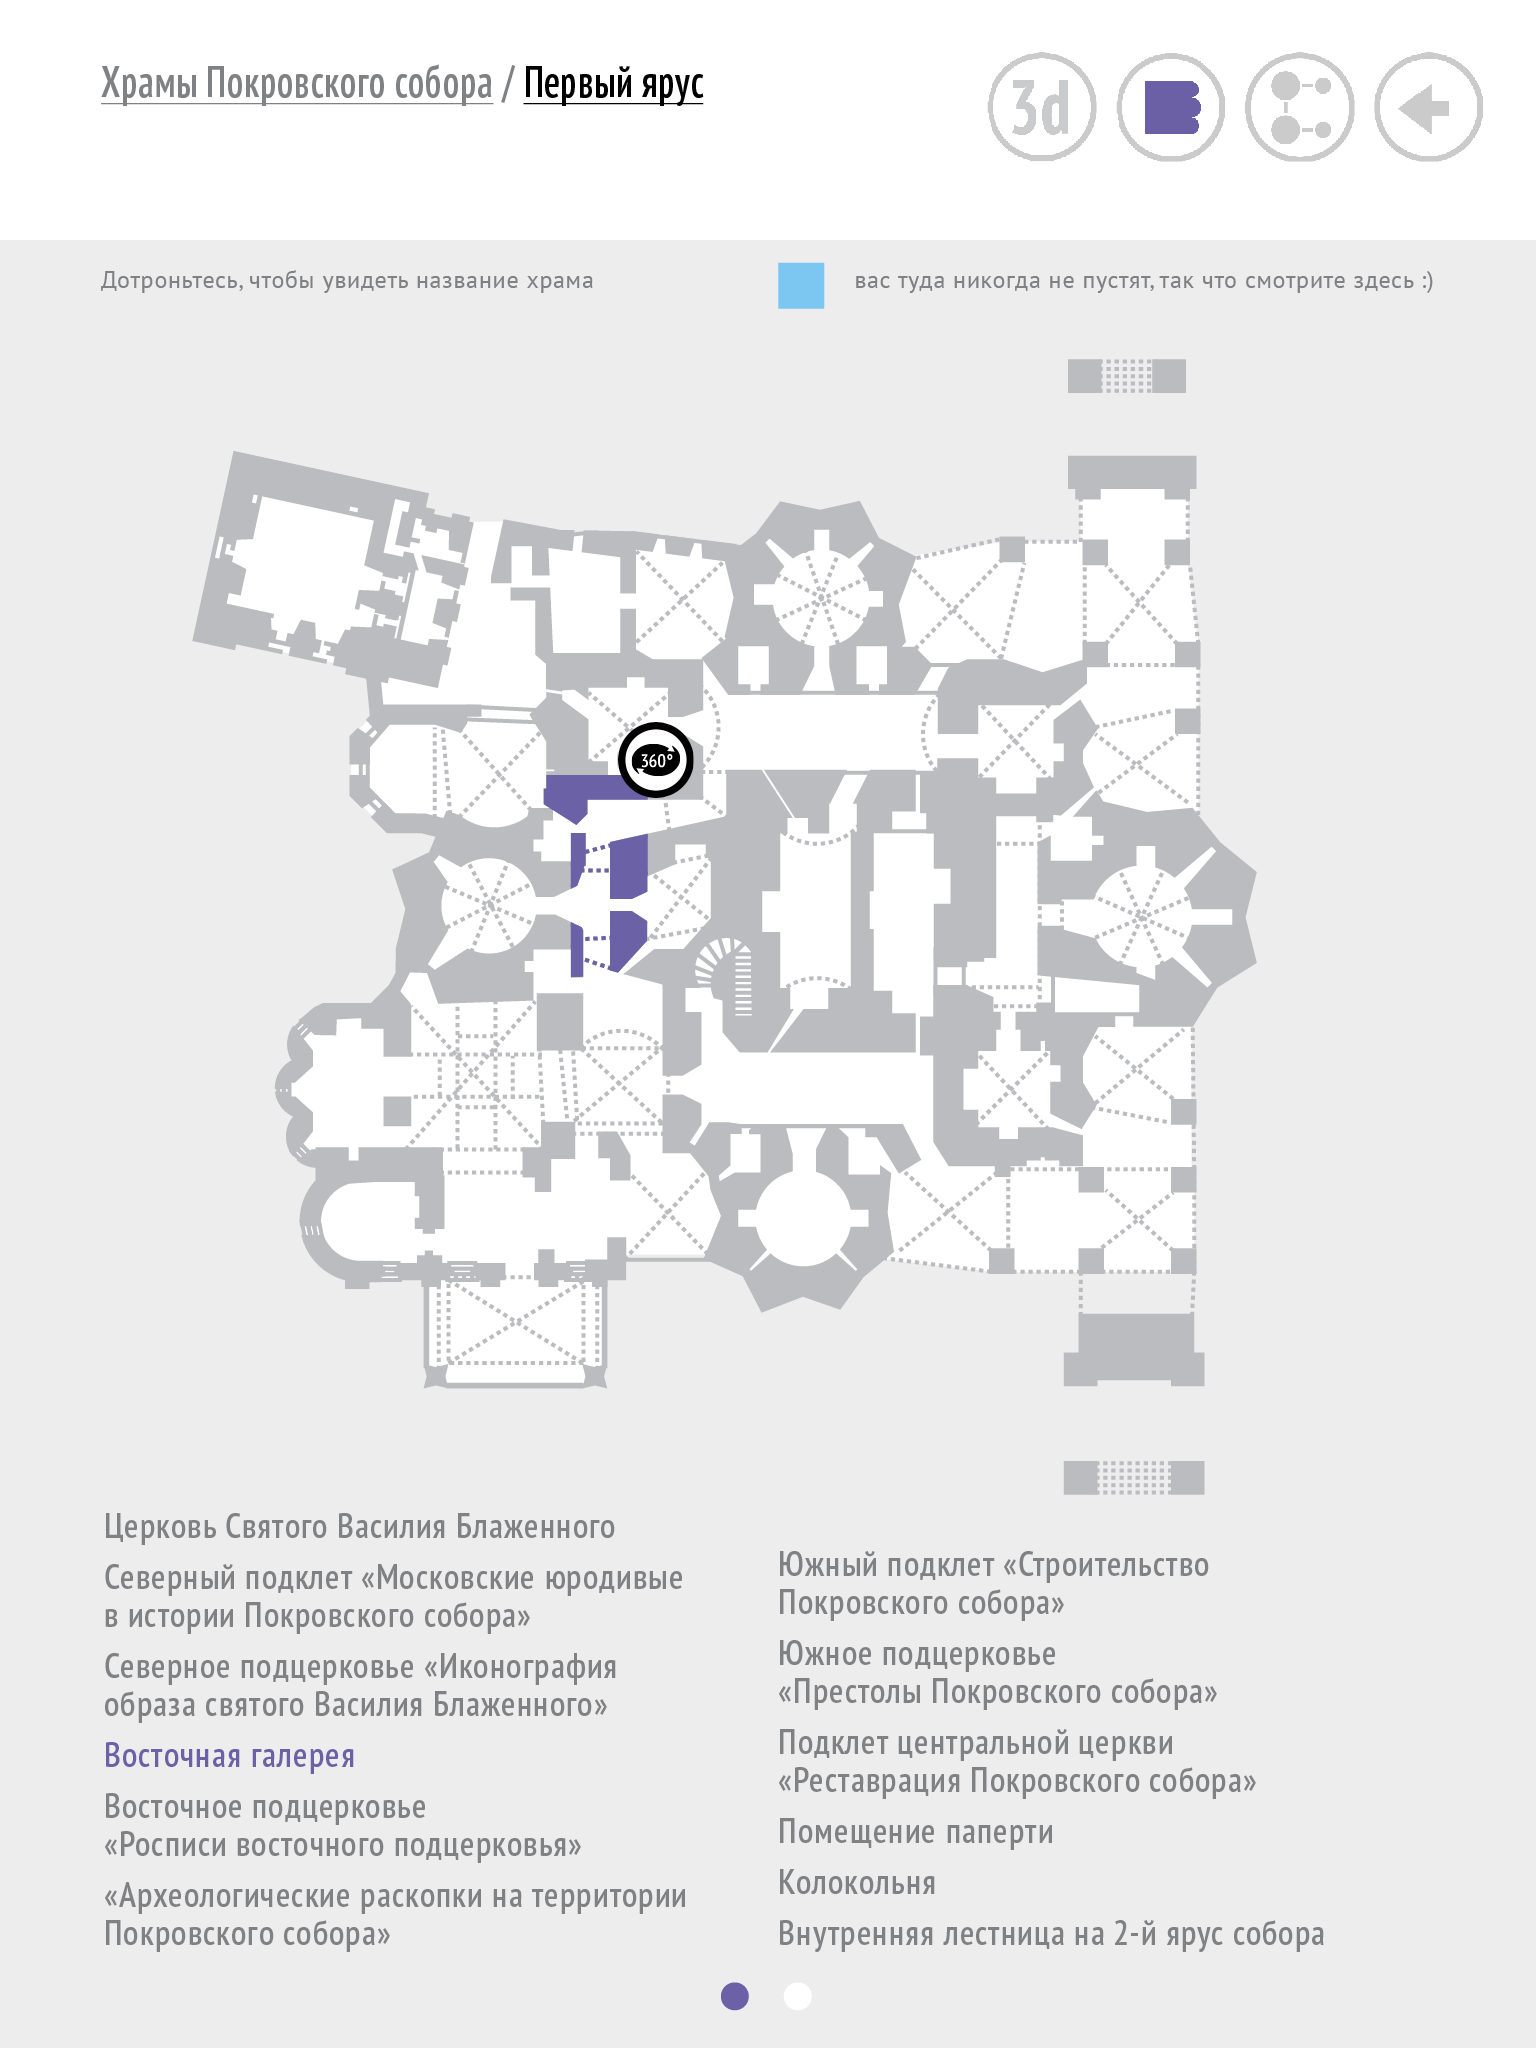 Храмы Покровского собора / Первый ярус
3d
Дотроньтесь, чтобы увидеть название храма
вас туда никогда не пустят, так что смотрите здесь :)
360°
Церковь Святого Василия Блаженного
Северный подклет «Московские юродивые
в истории Покровского собора»
Северное подцерковье «Иконография
образа святого Василия Блаженного»
Восточная галерея
Восточное подцерковье
«Росписи восточного подцерковья»
«Археологические раскопки на территории
Покровского собора»
Южный подклет «Строительство
Покровского собора»
Южное подцерковье
«Престолы Покровского собора»
Подклет центральной церкви
«Реставрация Покровского собора»
Помещение паперти
Колокольня
Внутренняя лестница на 2-й ярус собора